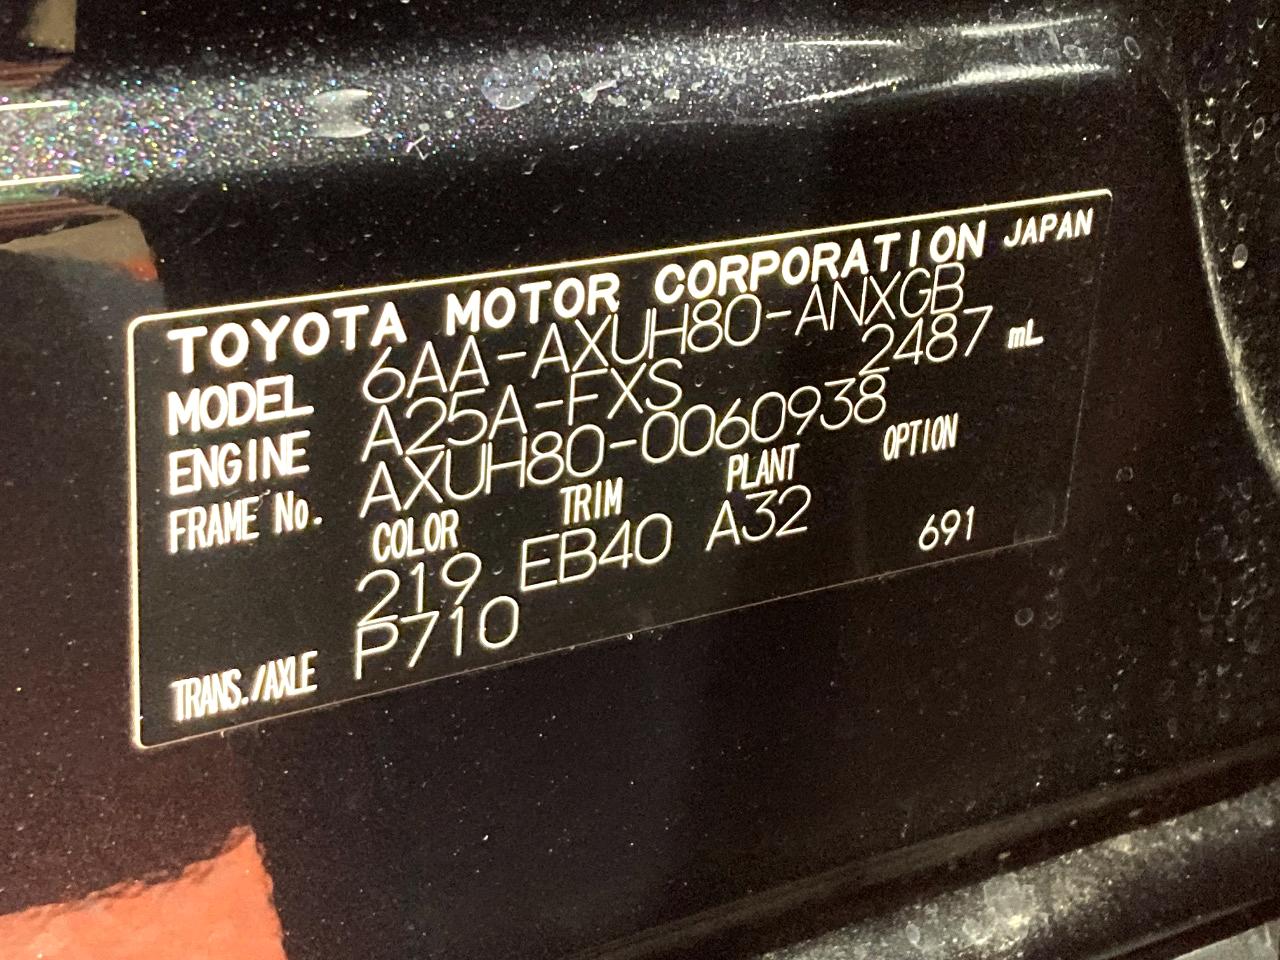 TOYOTA MOTOR CORPORATION JAPAN
MODEL 6AA-AXUH80-ANXGB
ENGINE A25A-FXS 2487 mL
FRAME No. AXUH80-0060938
COLOR TRIM PLANT OPTION
219 EB40 A32 691
TRANS./AXLE P710